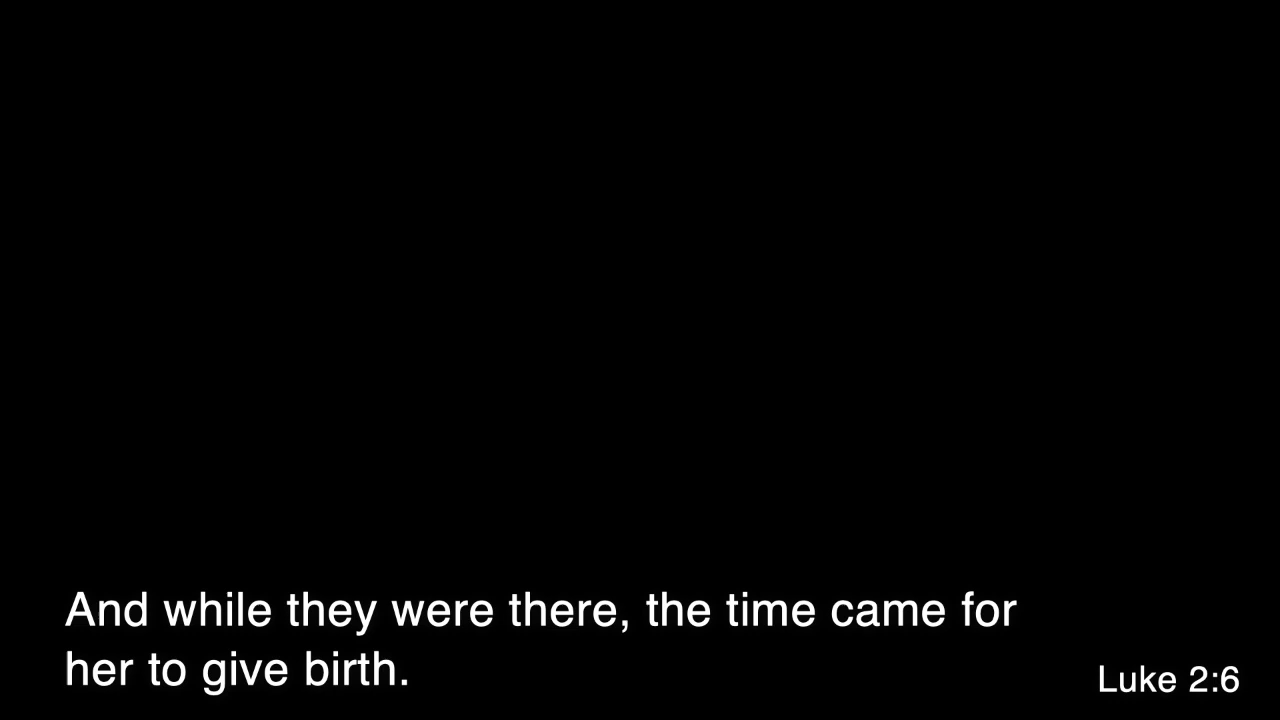 And while they were there, the time came for
her to give birth.
Luke 2:6